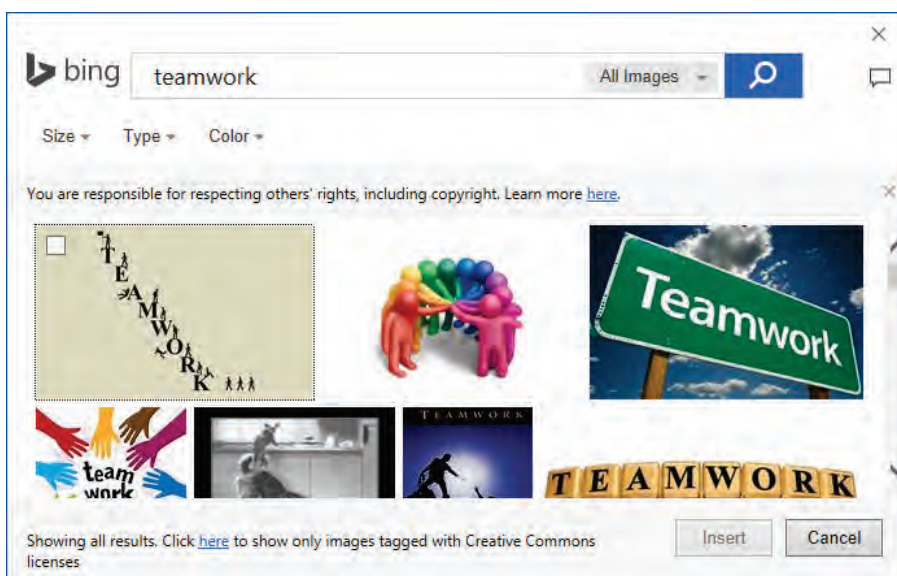 bing
teamwork
All Images
Size
Type
Color
You are responsible for respecting others' rights, including copyright. Learn more here.
TEAMWORK
Teamwork
team
work
TEAMWORK
TEAMWORK
Showing all results. Click here to show only images tagged with Creative Commons
licenses
Insert
Cancel